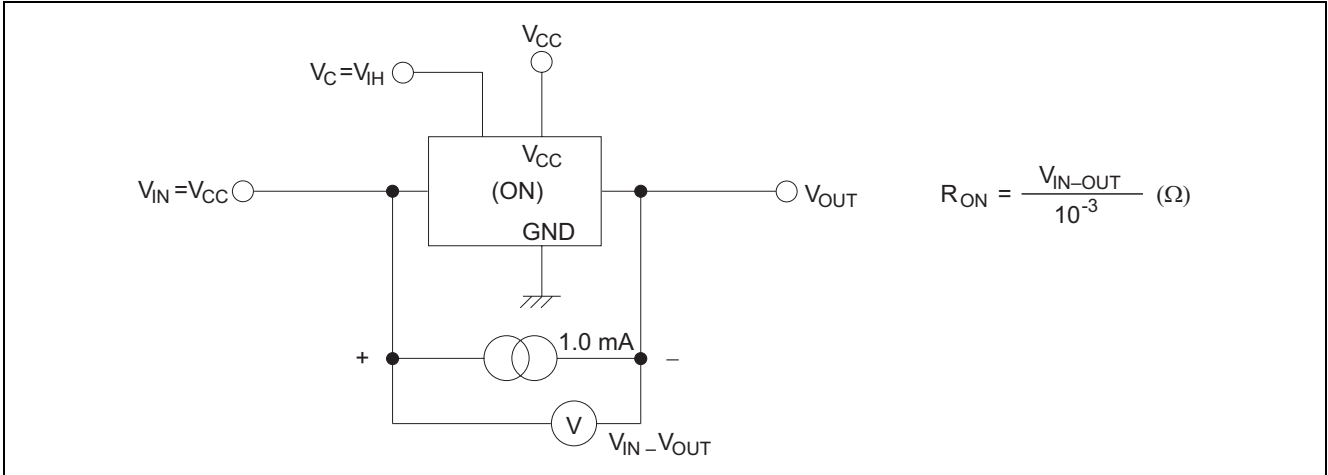 V_CC
V_C=V_IH
V_CC
V_IN=V_CC
(ON)
V_OUT
GND
R_ON = V_IN–OUT / 10^-3 (Ω)
1.0 mA
+
–
V
V_IN – V_OUT